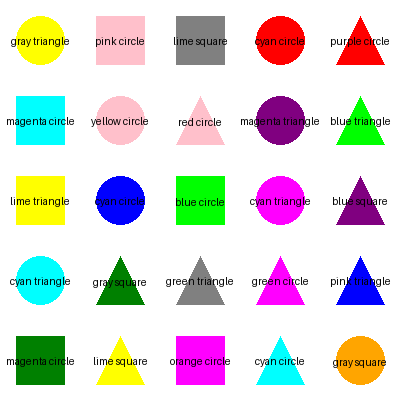 gray triangle pink circle lime square cyan circle purple circle
magenta circle yellow circle red circle magenta triangle blue triangle
lime triangle cyan circle blue circle cyan triangle blue square
cyan triangle gray square green triangle green circle pink triangle
magenta circle lime square orange circle cyan circle gray square